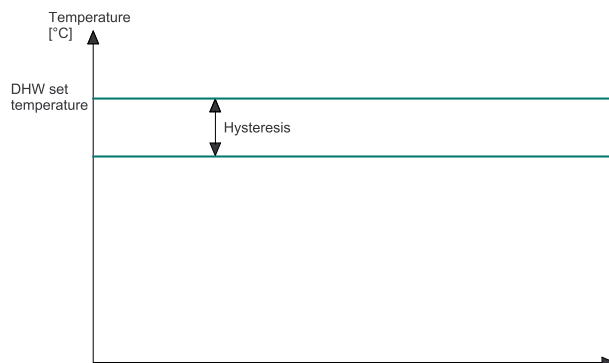 Temperature
[°C]
DHW set
temperature
Hysteresis